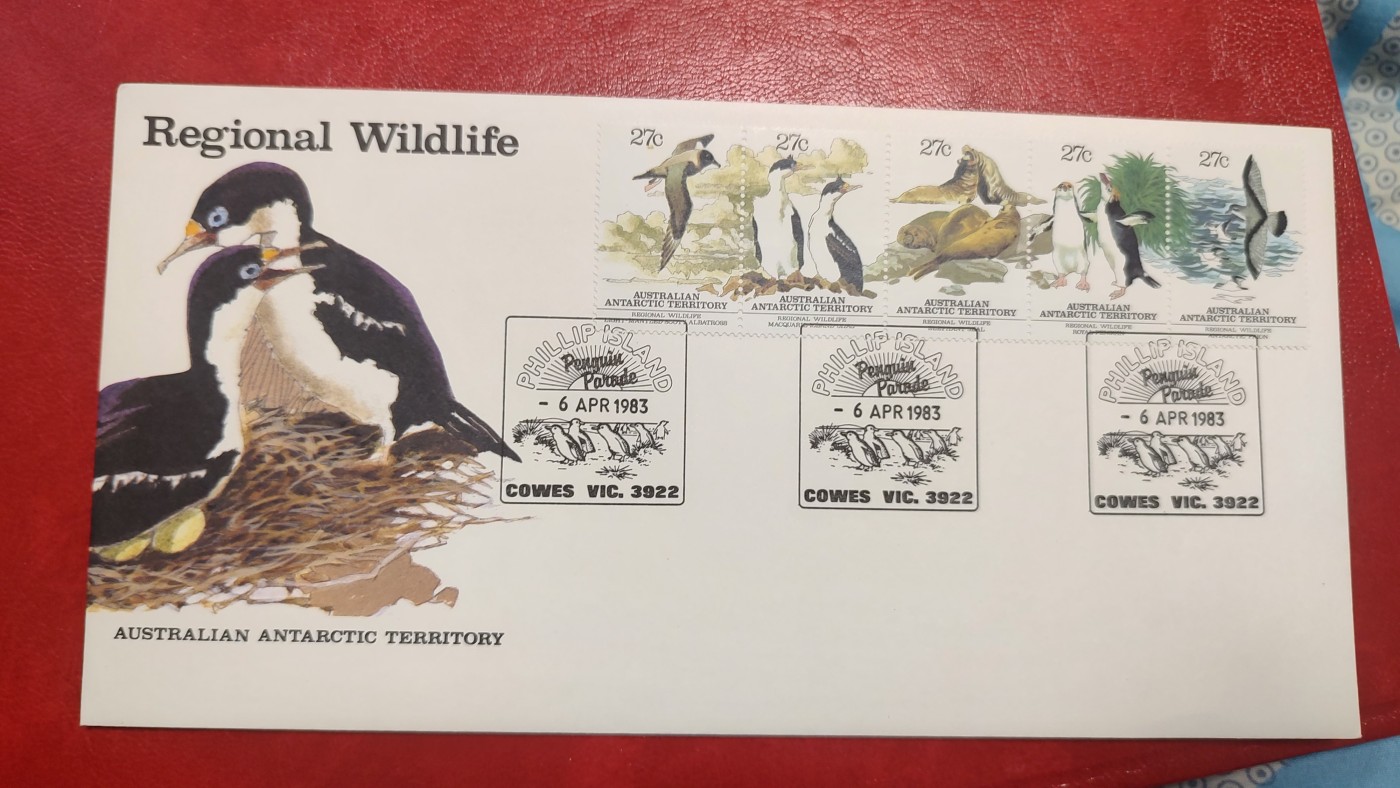 Regional Wildlife
27c
AUSTRALIAN
ANTARCTIC TERRITORY
REGIONAL WILDLIFE
ALBATROSS
27c
AUSTRALIAN
ANTARCTIC TERRITORY
REGIONAL WILDLIFE
27c
AUSTRALIAN
ANTARCTIC TERRITORY
REGIONAL WILDLIFE
27c
AUSTRALIAN
ANTARCTIC TERRITORY
REGIONAL WILDLIFE
27c
AUSTRALIAN
ANTARCTIC TERRITORY
REGIONAL WILDLIFE
PHILLIP ISLAND
Penguin
Parade
- 6 APR 1983
COWES VIC. 3922
PHILLIP ISLAND
Penguin
Parade
- 6 APR 1983
COWES VIC. 3922
PHILLIP ISLAND
Penguin
Parade
- 6 APR 1983
COWES VIC. 3922
AUSTRALIAN ANTARCTIC TERRITORY